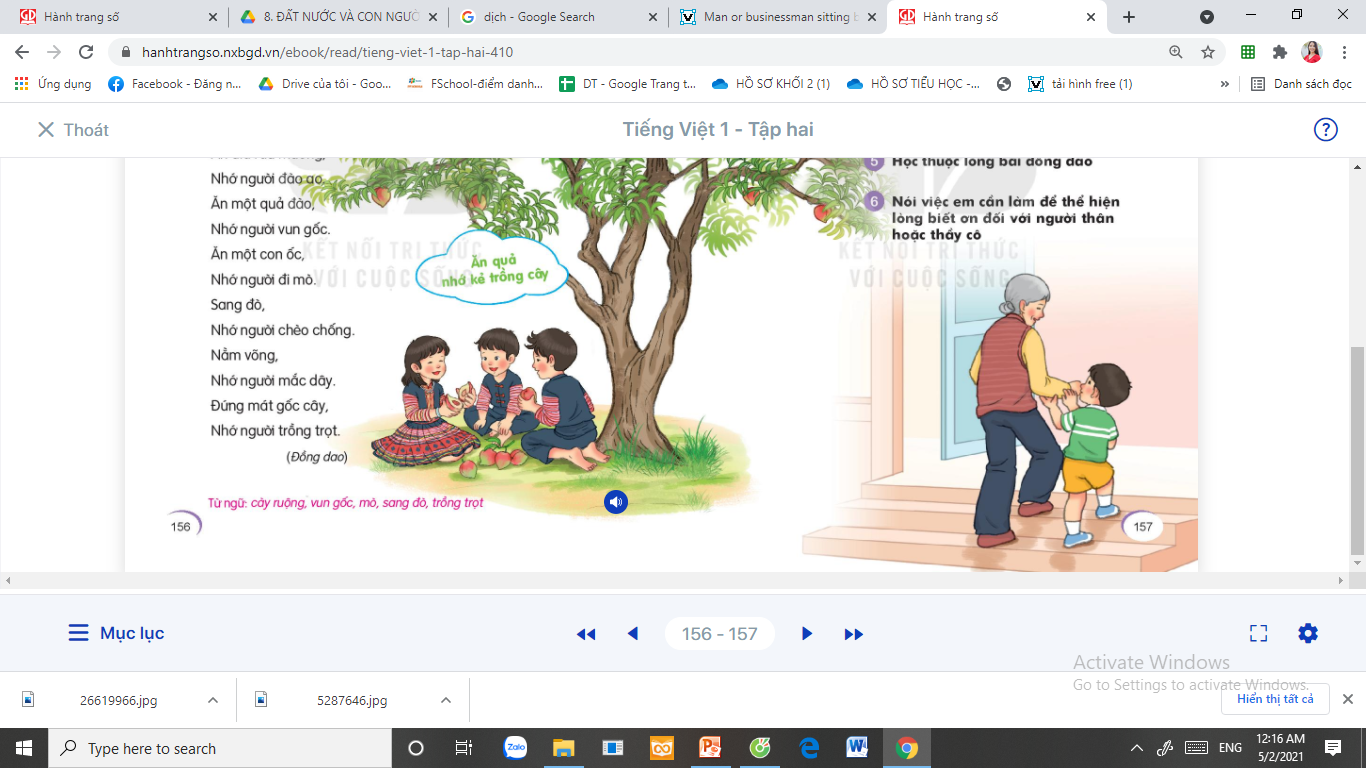 Hành trang số
8. ĐẤT NƯỚC VÀ CON NGƯỜ
dịch - Google Search
Man or businessman sitting b
Hành trang số
hanhtrangso.nxbgd.vn/ebook/read/tieng-viet-1-tap-hai-410
Ứng dụng
Facebook - Đăng n...
Drive của tôi - Goo...
FSchool-điểm danh...
DT - Google Trang t...
HỒ SƠ KHỐI 2 (1)
HỒ SƠ TIỂU HỌC -...
tải hình free (1)
»
Danh sách đọc
Thoát
Tiếng Việt 1 - Tập hai
?
Nhớ người đào ao.
Ăn một quả đào,
Nhớ người vun gốc.
Ăn một con ốc,
Nhớ người đi mò.
Sang đò,
Nhớ người chèo chống.
Nằm võng,
Nhớ người mắc dây.
Đứng mát gốc cây,
Nhớ người trồng trọt.
(Đồng dao)
Từ ngữ: cày ruộng, vun gốc, mò, sang đò, trồng trọt
156
KẾT NỐI TRI THỨC
VỚI CUỘC SỐNG
Ăn quả
nhớ kẻ trồng cây
5 Học thuộc lòng bài đồng dao
6 Nói việc em cần làm để thể hiện
lòng biết ơn đối với người thân
hoặc thầy cô
KẾT NỐI TRI THỨC
VỚI CUỘC SỐNG
157
Mục lục
156 - 157
Activate Windows
Go to Settings to activate Windows.
26619966.jpg
5287646.jpg
Hiển thị tất cả
Type here to search
Zalo
ENG
12:16 AM
5/2/2021